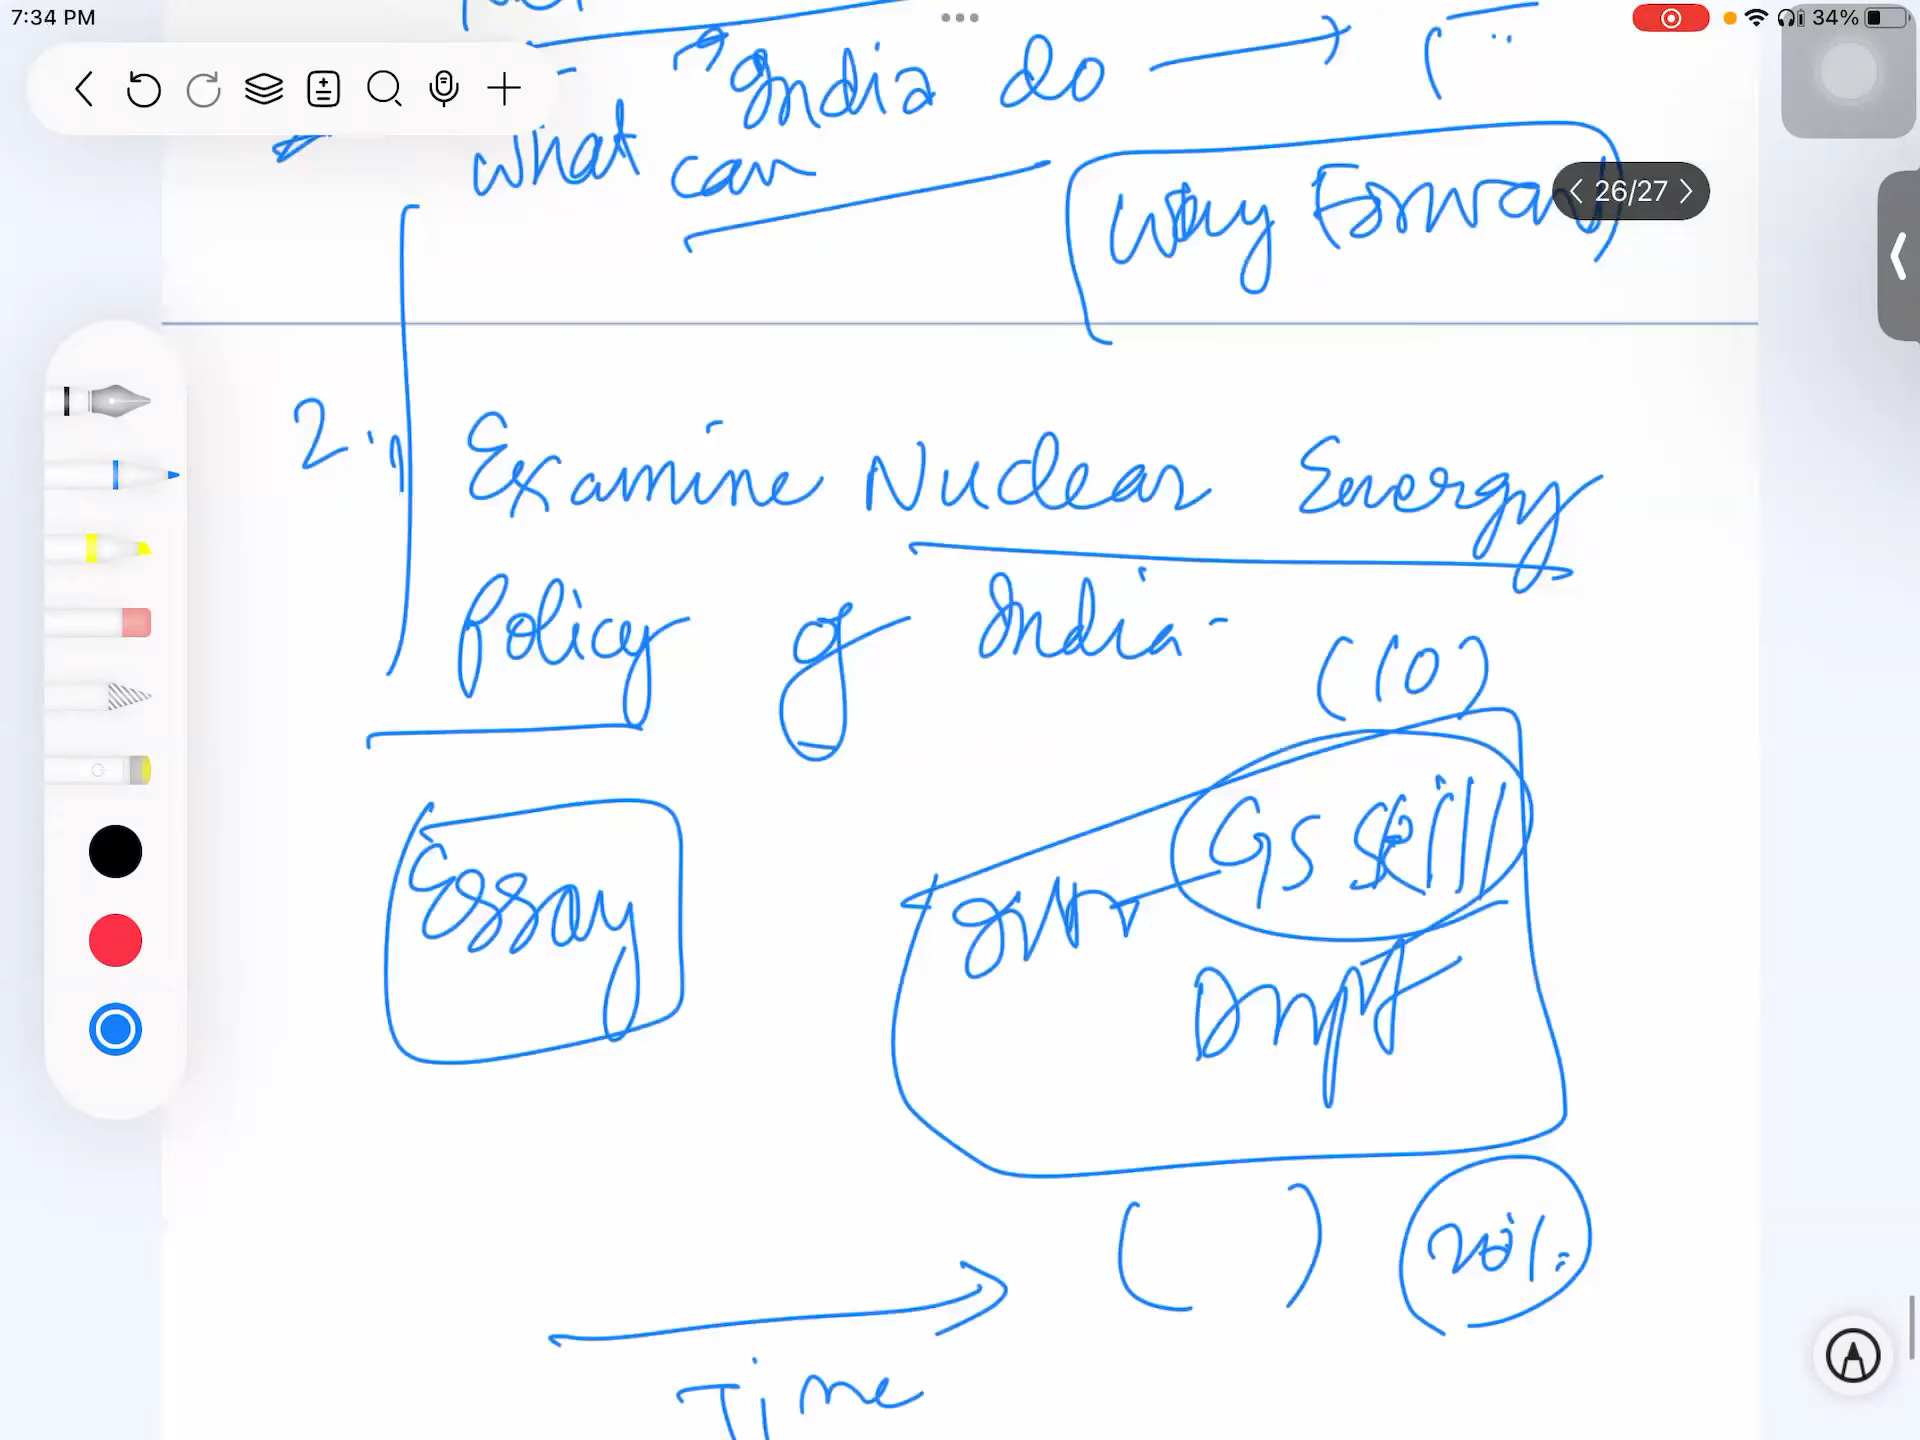 7:34 PM
34%
India do
what can
Way Forward
26/27
2.
Examine Nuclear Energy
Policy of India-
(10)
Essay
GS Skill
( ) 20%
Time